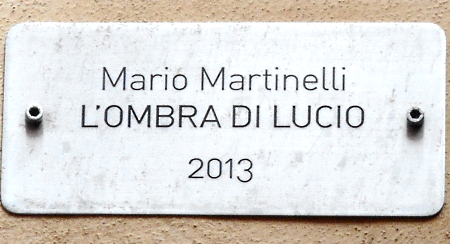 Mario Martinelli
L'OMBRA DI LUCIO
2013